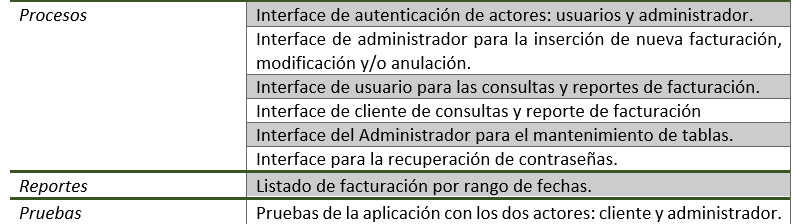 Procesos
Interface de autenticación de actores: usuarios y administrador.
Interface de administrador para la inserción de nueva facturación,
modificación y/o anulación.
Interface de usuario para las consultas y reportes de facturación.
Interface de cliente de consultas y reporte de facturación
Interface del Administrador para el mantenimiento de tablas.
Interface para la recuperación de contraseñas.
Reportes
Listado de facturación por rango de fechas.
Pruebas
Pruebas de la aplicación con los dos actores: cliente y administrador.